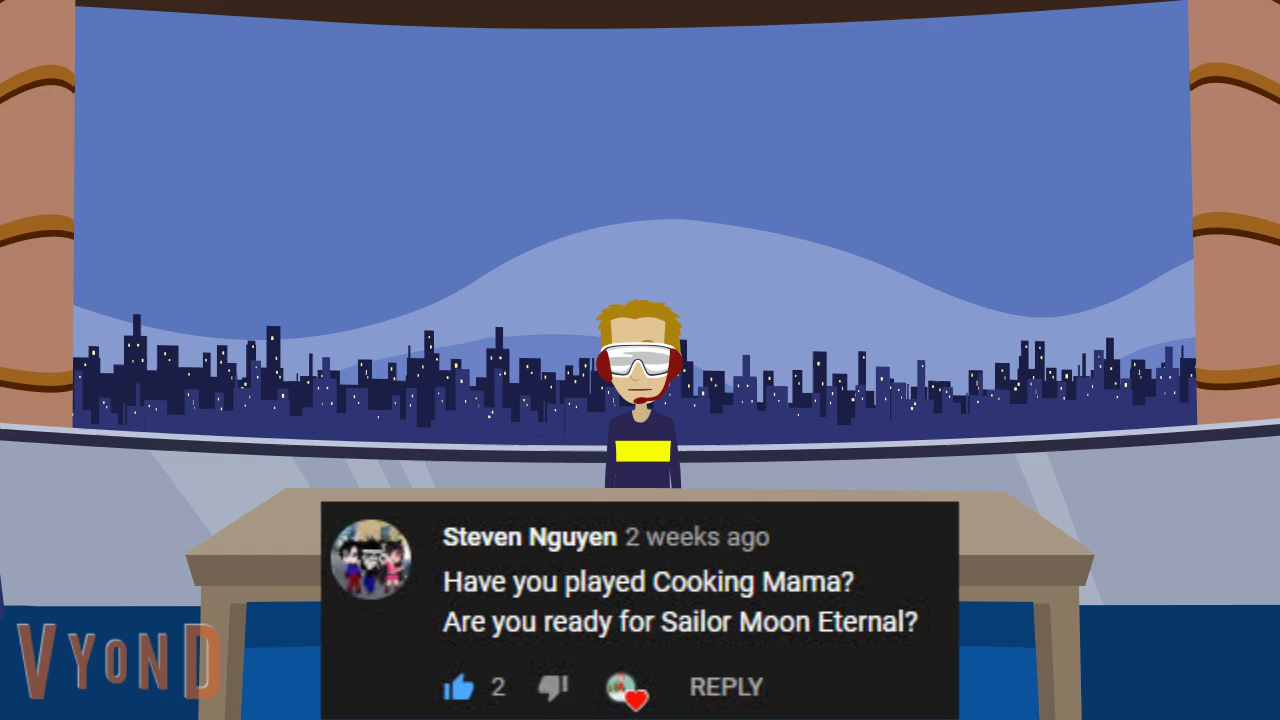 Steven Nguyen 2 weeks ago
Have you played Cooking Mama?
Are you ready for Sailor Moon Eternal?
2 REPLY
VYOND